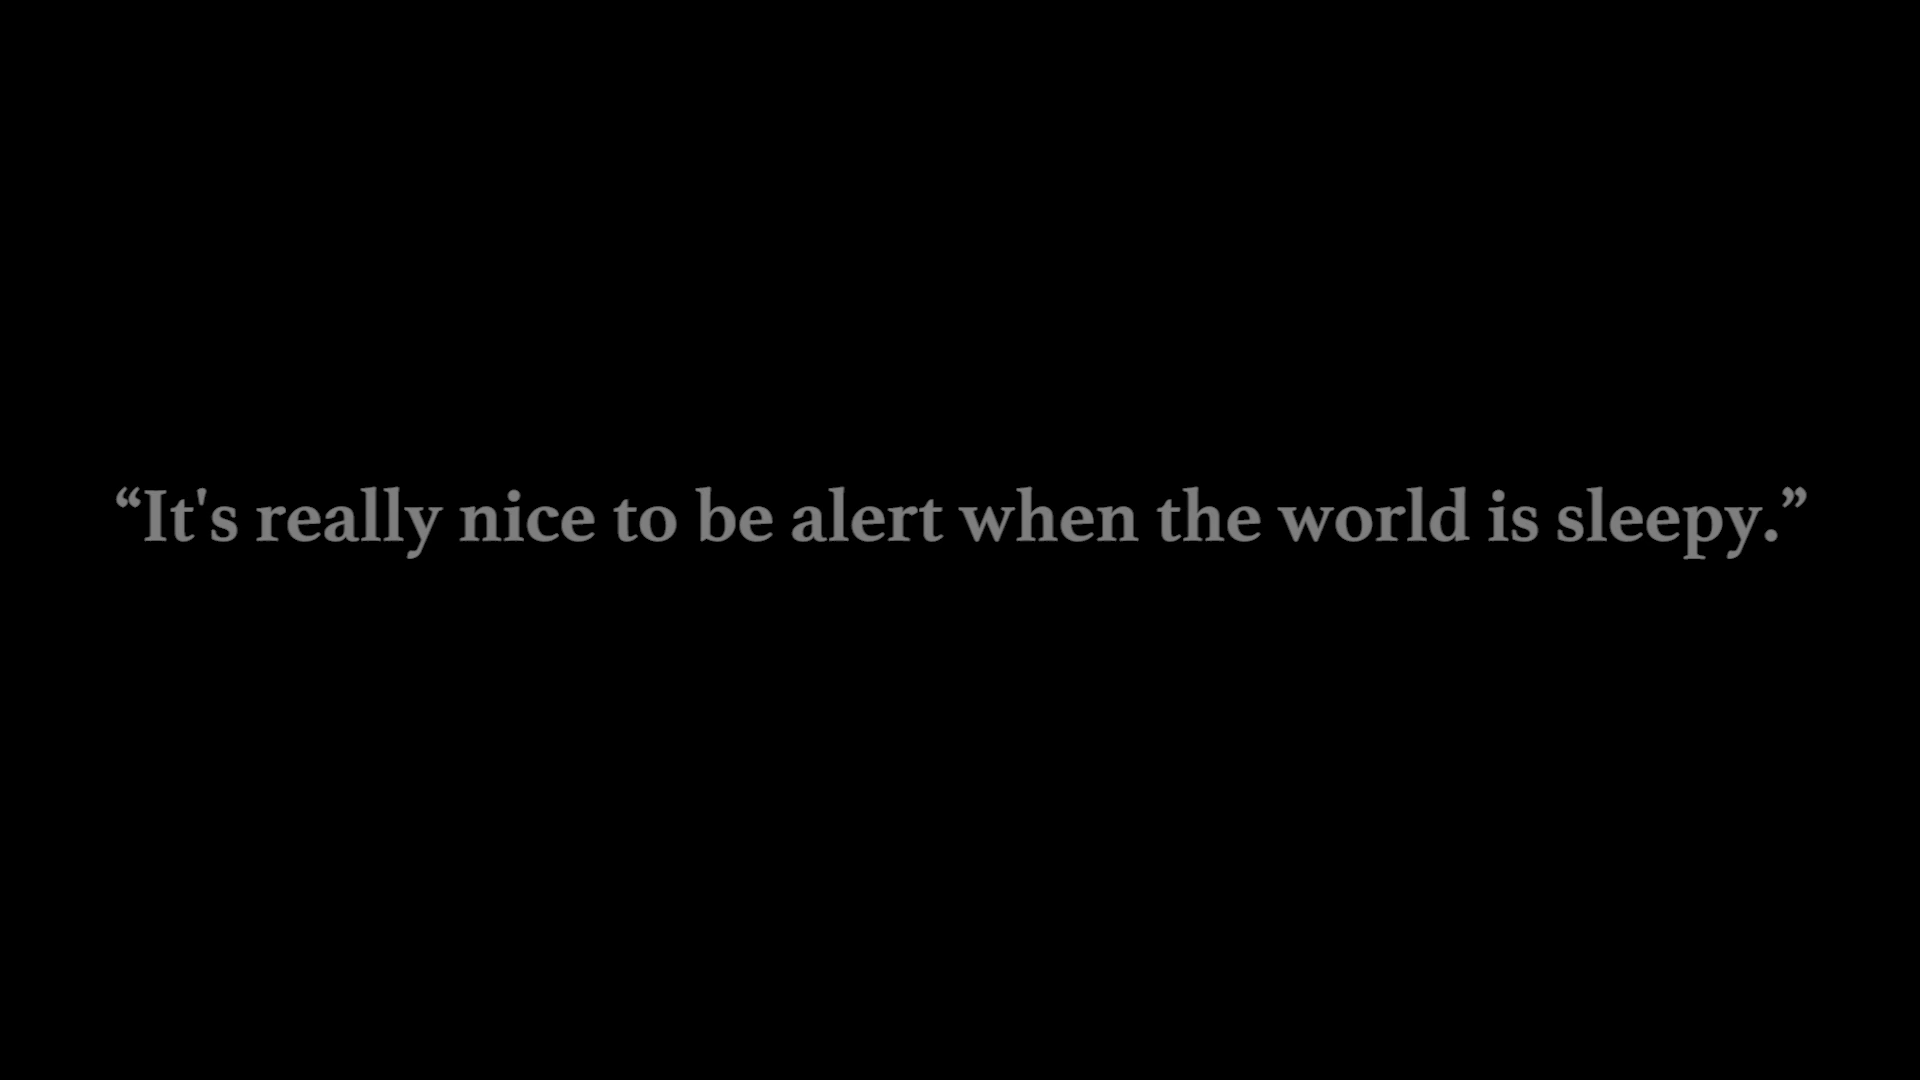 “It's really nice to be alert when the world is sleepy.”